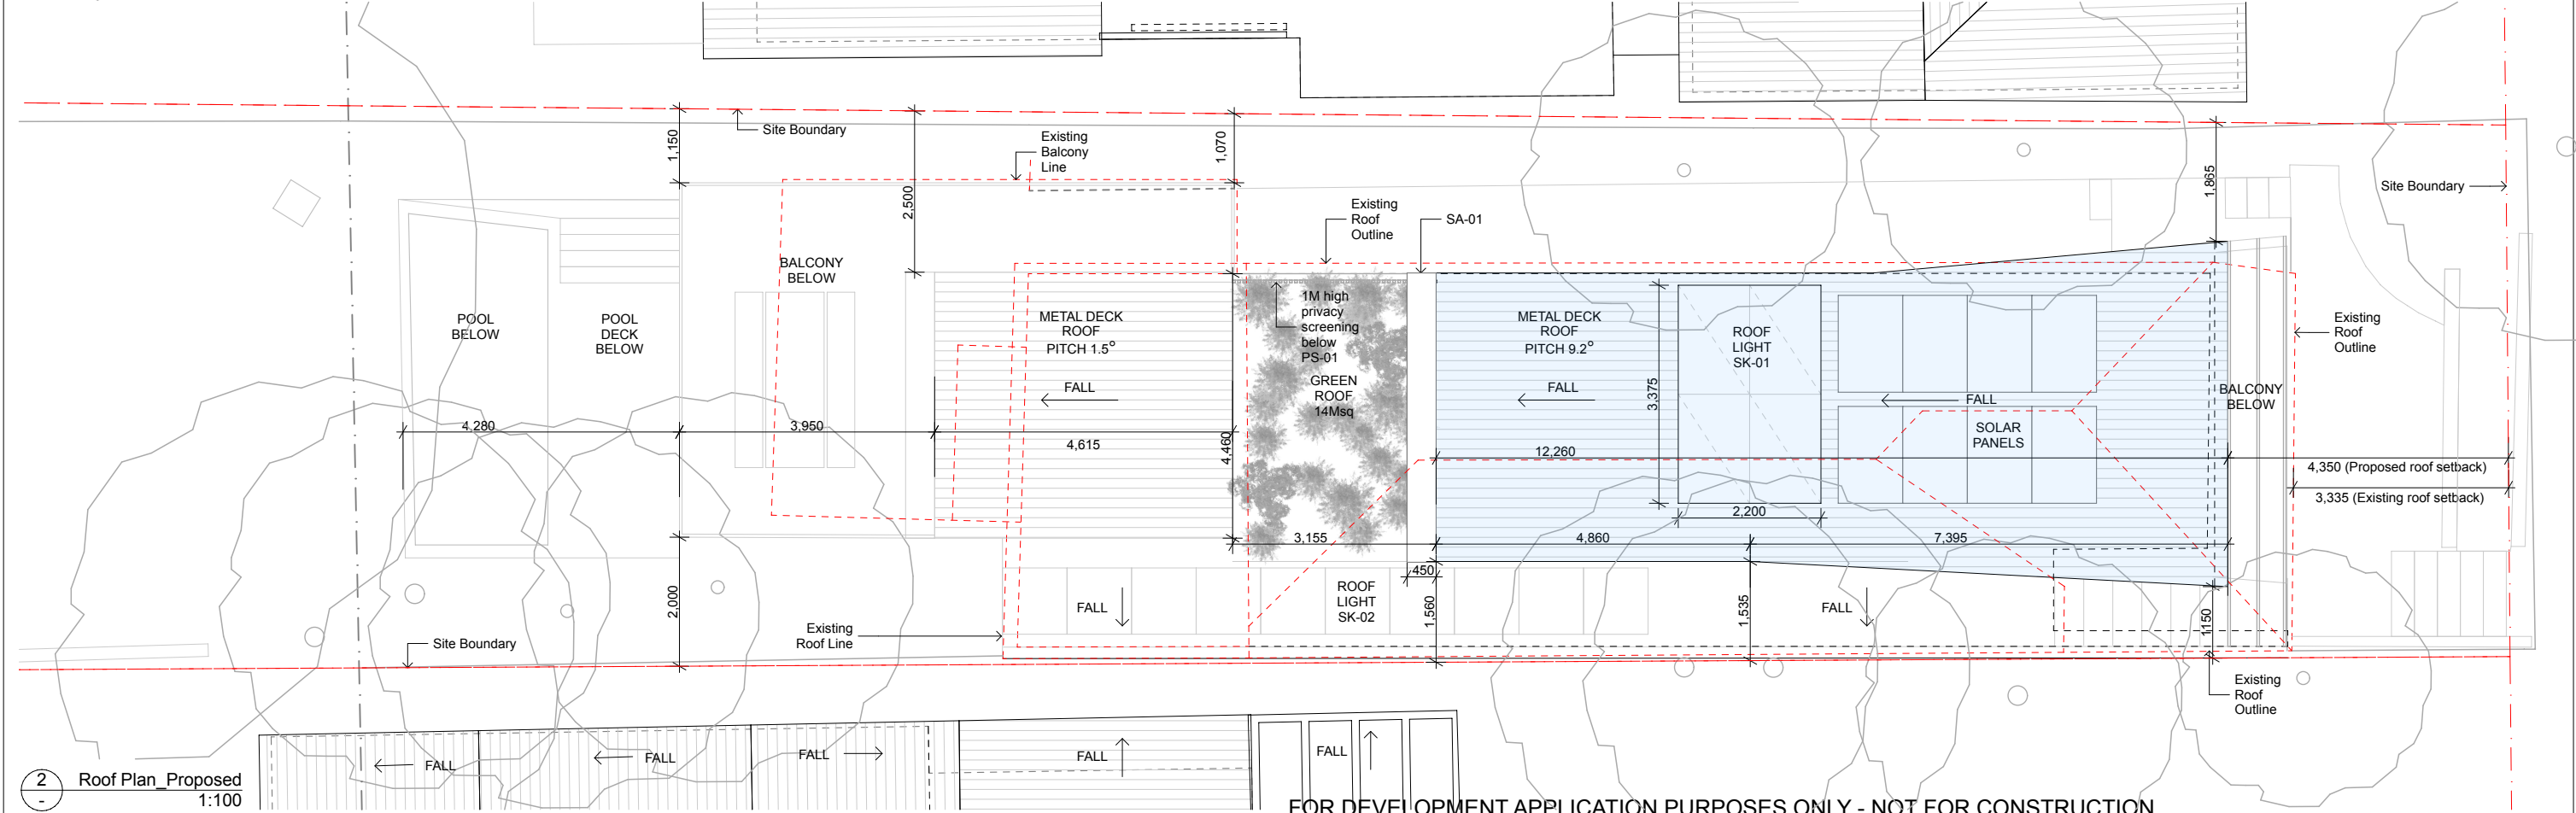 Site Boundary
1,150
Existing
Balcony
Line
1,070
2,500
1,865
Site Boundary
Existing
Roof
Outline
SA-01
BALCONY
BELOW
POOL
BELOW
POOL
DECK
BELOW
METAL DECK
ROOF
PITCH 1.5°
FALL
1M high
privacy
screening
below
PS-01
GREEN
ROOF
14Msq
METAL DECK
ROOF
PITCH 9.2°
FALL
3,375
ROOF
LIGHT
SK-01
FALL
SOLAR
PANELS
BALCONY
BELOW
Existing
Roof
Outline
4,280
3,950
4,615
4,460
12,260
4,350 (Proposed roof setback)
3,335 (Existing roof setback)
2,200
3,155
4,860
7,395
450
2,000
FALL
ROOF
LIGHT
SK-02
1,560
1,535
FALL
1150
Existing
Roof Line
Site Boundary
Existing
Roof
Outline
FALL
FALL
FALL
FALL
FALL
2
-
Roof Plan_Proposed
1:100
FOR DEVELOPMENT APPLICATION PURPOSES ONLY - NOT FOR CONSTRUCTION